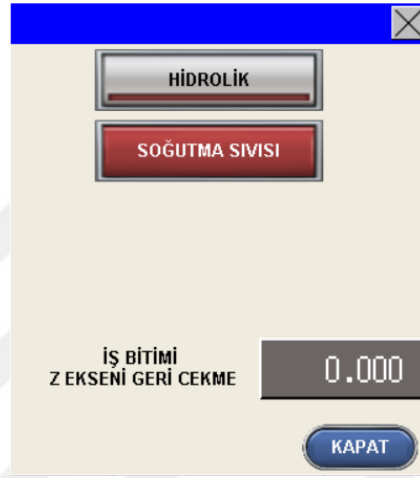 HİDROLİK
SOĞUTMA SIVISI
İŞ BİTİMİ
Z EKSENİ GERİ CEKME
0.000
KAPAT